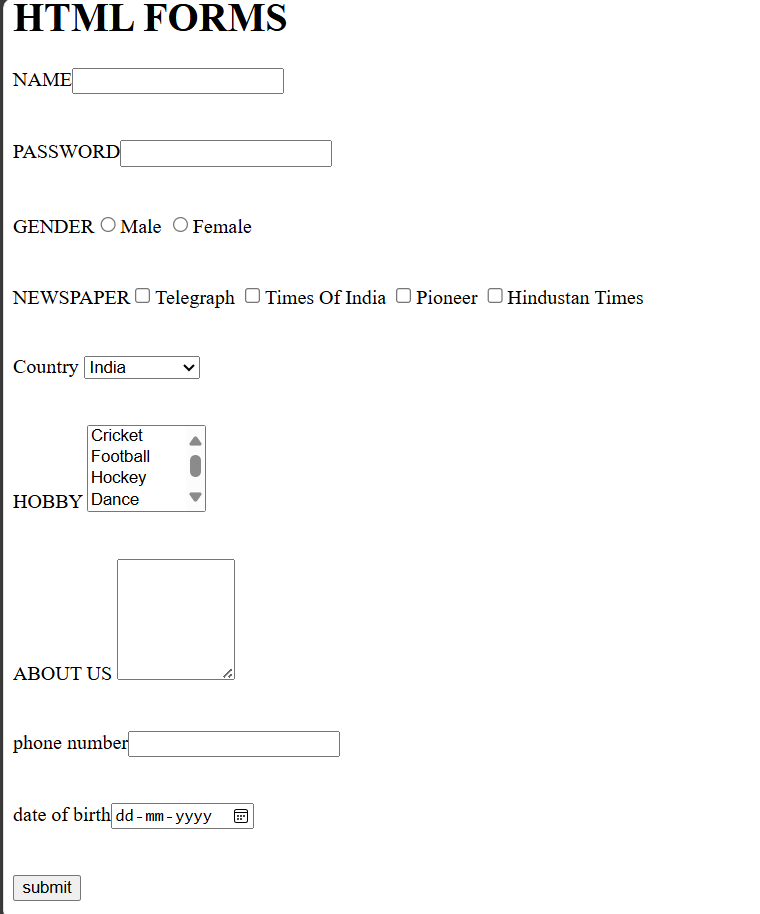 HTML FORMS
NAME
PASSWORD
GENDER Male Female
NEWSPAPER Telegraph Times Of India Pioneer Hindustan Times
Country India
Cricket
Football
Hockey
HOBBY Dance
ABOUT US
phone number
date of birth dd-mm-yyyy
submit